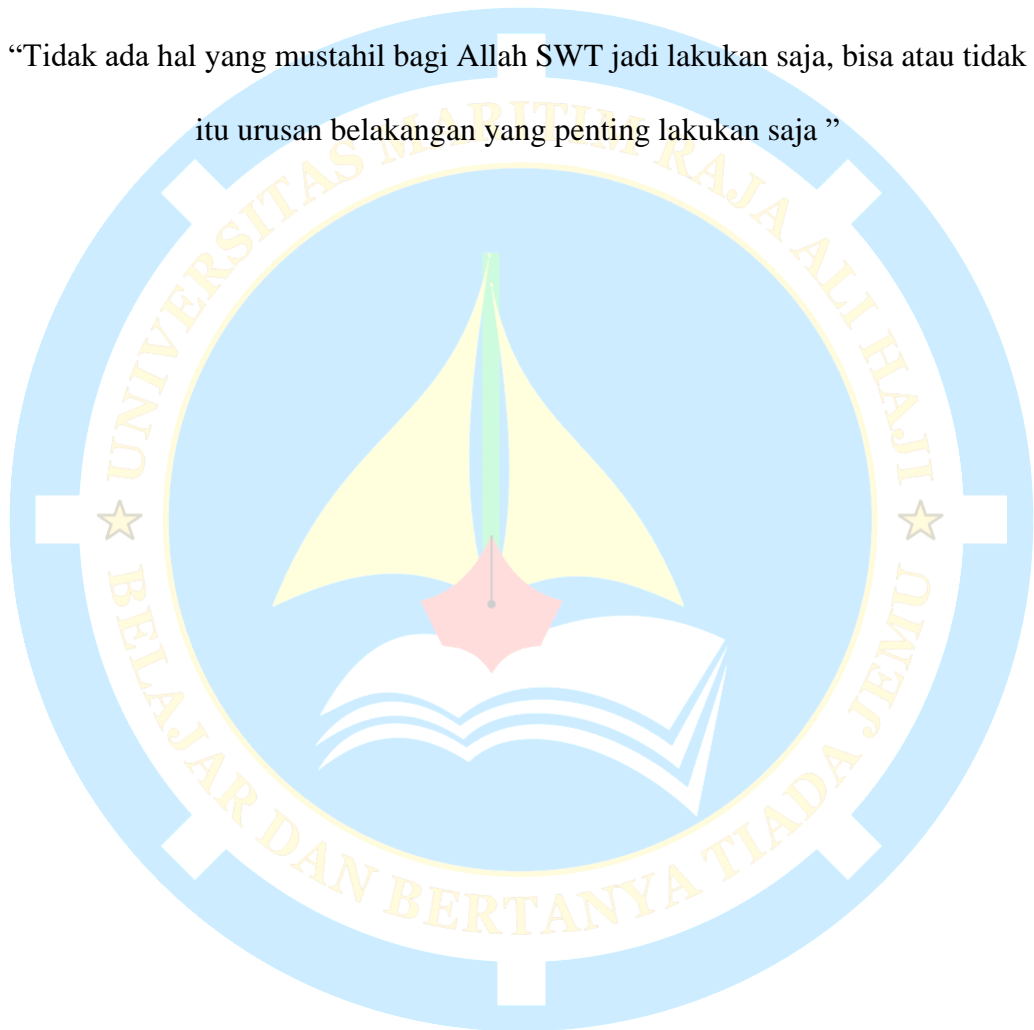 “Tidak ada hal yang mustahil bagi Allah SWT jadi lakukan saja, bisa atau tidak
itu urusan belakangan yang penting lakukan saja ”
UNIVERSITAS MARITIM RAJA ALI HAJI
BELAJAR DAN BERTANYA TIADA JEMU